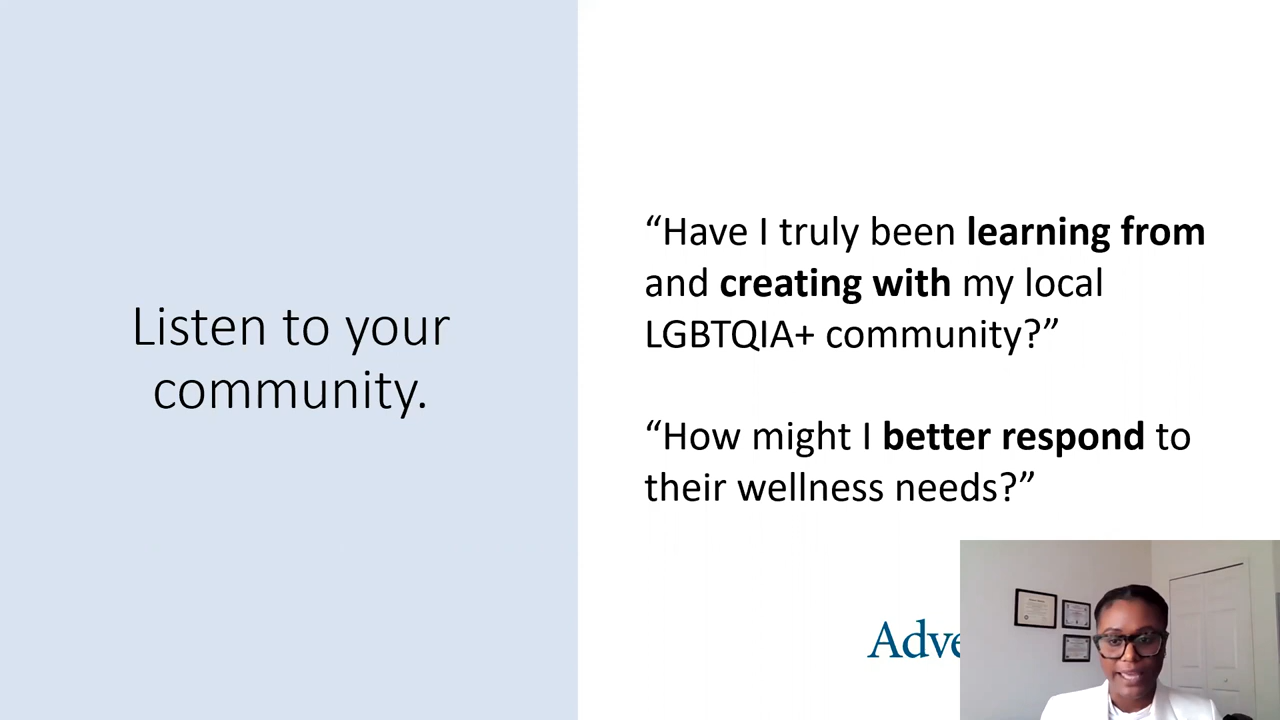 Listen to your
community.
“Have I truly been learning from
and creating with my local
LGBTQIA+ community?”
“How might I better respond to
their wellness needs?”